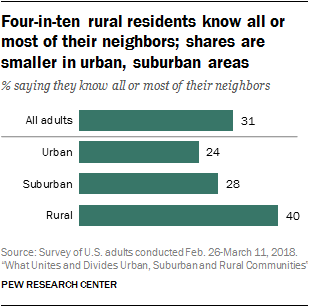 Four-in-ten rural residents know all or
most of their neighbors; shares are
smaller in urban, suburban areas
% saying they know all or most of their neighbors
All adults 31
Urban 24
Suburban 28
Rural 40
Source: Survey of U.S. adults conducted Feb. 26-March 11, 2018.
“What Unites and Divides Urban, Suburban and Rural Communities”
PEW RESEARCH CENTER